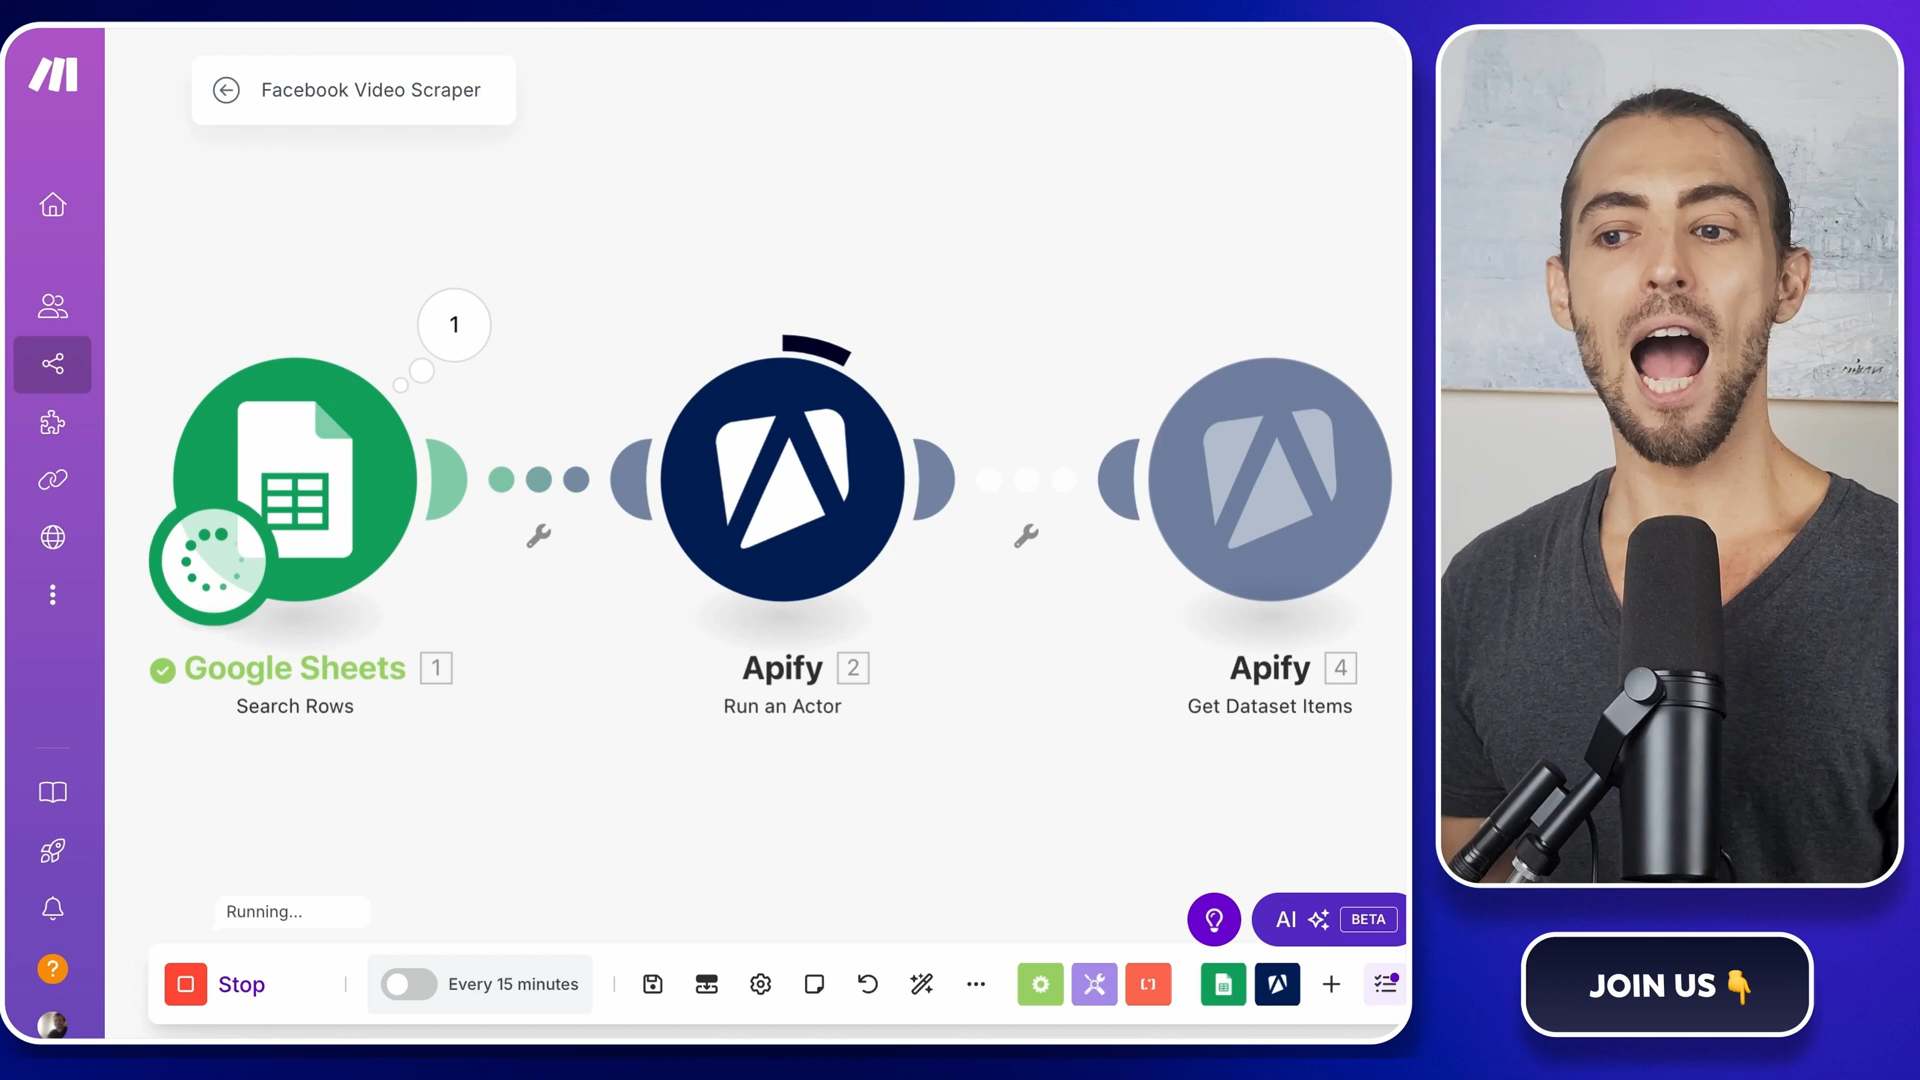 Facebook Video Scraper
1
Google Sheets 1
Search Rows
Apify 2
Run an Actor
Apify 4
Get Dataset Items
Running...
AI BETA
?
Stop
Every 15 minutes
JOIN US 👇